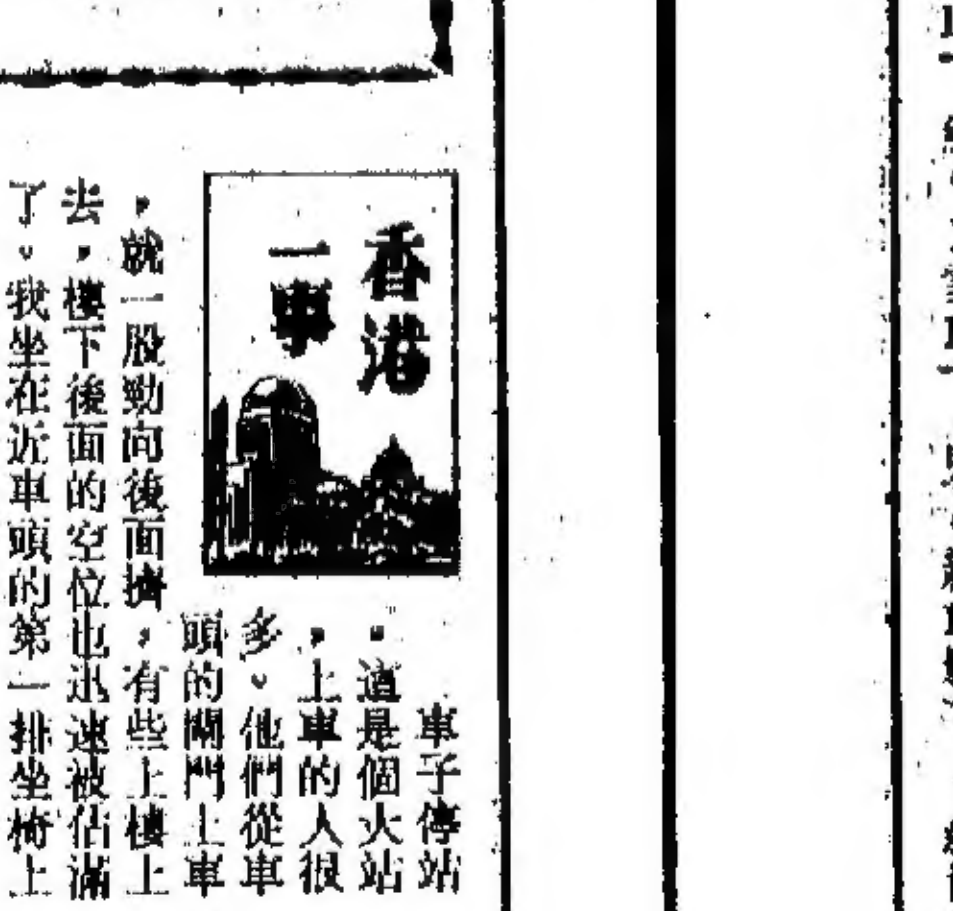 香港
一事
車子停站
。這是個大站
，上車的人很
多。他們從車
頭的閘門上車
，就一股勁向後面擠，有些上樓上
去，樓下後面的空位也迅速被佔滿
了。我坐在近車頭的第一排坐椅上